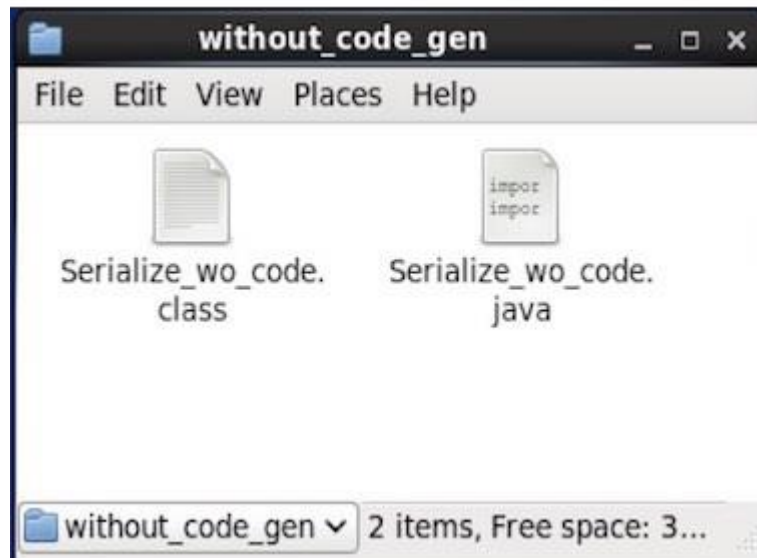 without_code_gen
File Edit View Places Help
impor
impor
Serialize_wo_code.
class
Serialize_wo_code.
java
without_code_gen 2 items, Free space: 3...